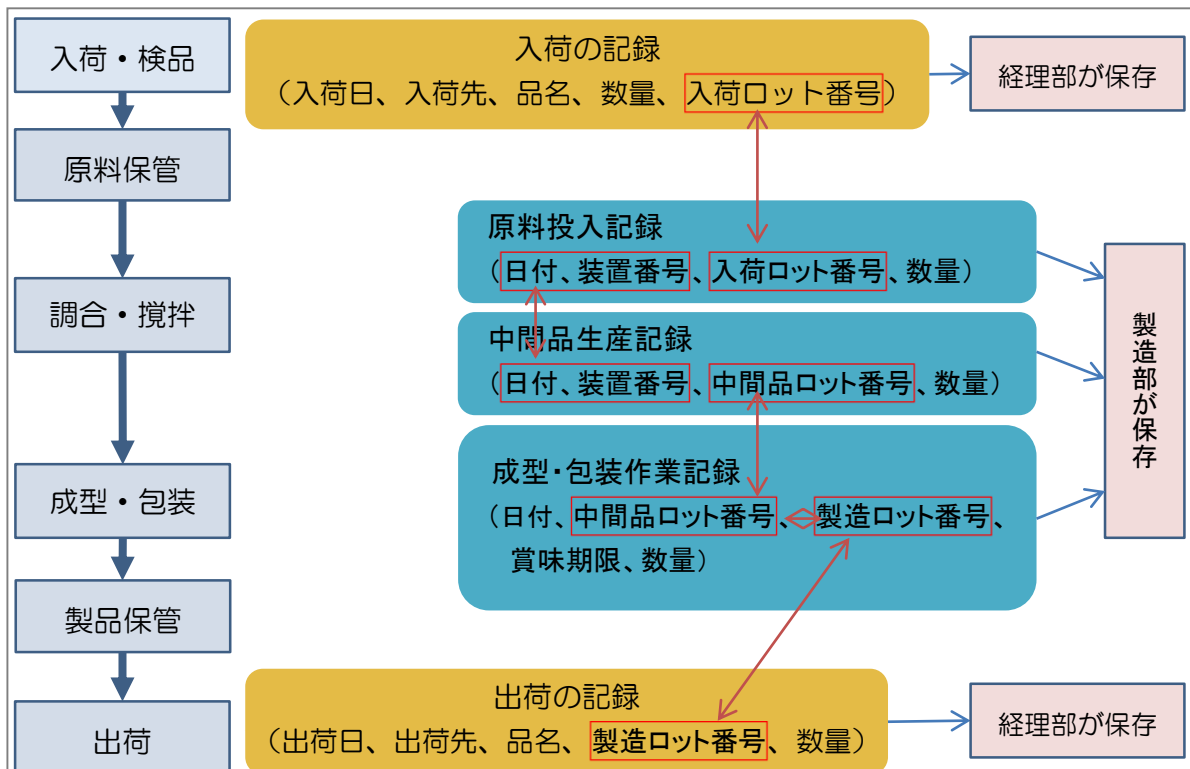 入荷・検品
原料保管
調合・撹拌
成型・包装
製品保管
出荷
入荷の記録
（入荷日、入荷先、品名、数量、入荷ロット番号）
経理部が保存
原料投入記録
（日付、装置番号、入荷ロット番号、数量）
中間品生産記録
（日付、装置番号、中間品ロット番号、数量）
成型・包装作業記録
（日付、中間品ロット番号、製造ロット番号、
賞味期限、数量）
製造部が保存
出荷の記録
（出荷日、出荷先、品名、製造ロット番号、数量）
経理部が保存